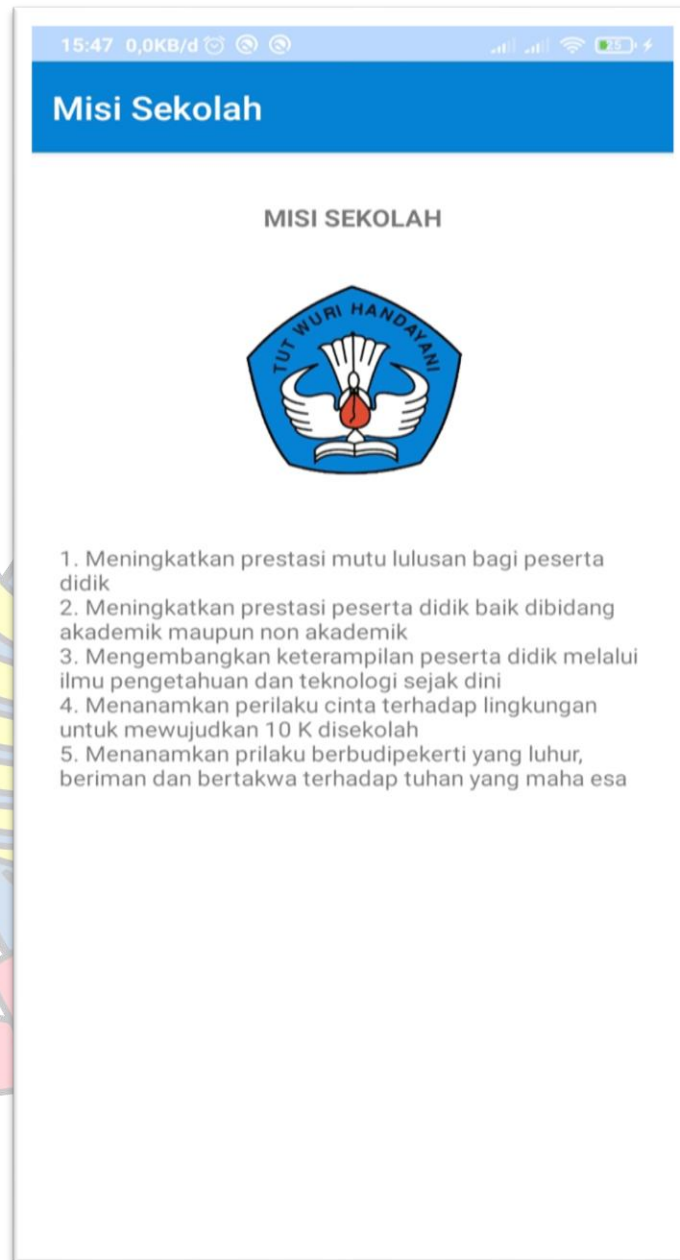 15:47 0,0KB/d
25
Misi Sekolah
MISI SEKOLAH
TUT WURI HANDAYANI
1. Meningkatkan prestasi mutu lulusan bagi peserta
didik
2. Meningkatkan prestasi peserta didik baik dibidang
akademik maupun non akademik
3. Mengembangkan keterampilan peserta didik melalui
ilmu pengetahuan dan teknologi sejak dini
4. Menanamkan perilaku cinta terhadap lingkungan
untuk mewujudkan 10 K disekolah
5. Menanamkan prilaku berbudipekerti yang luhur,
beriman dan bertakwa terhadap tuhan yang maha esa